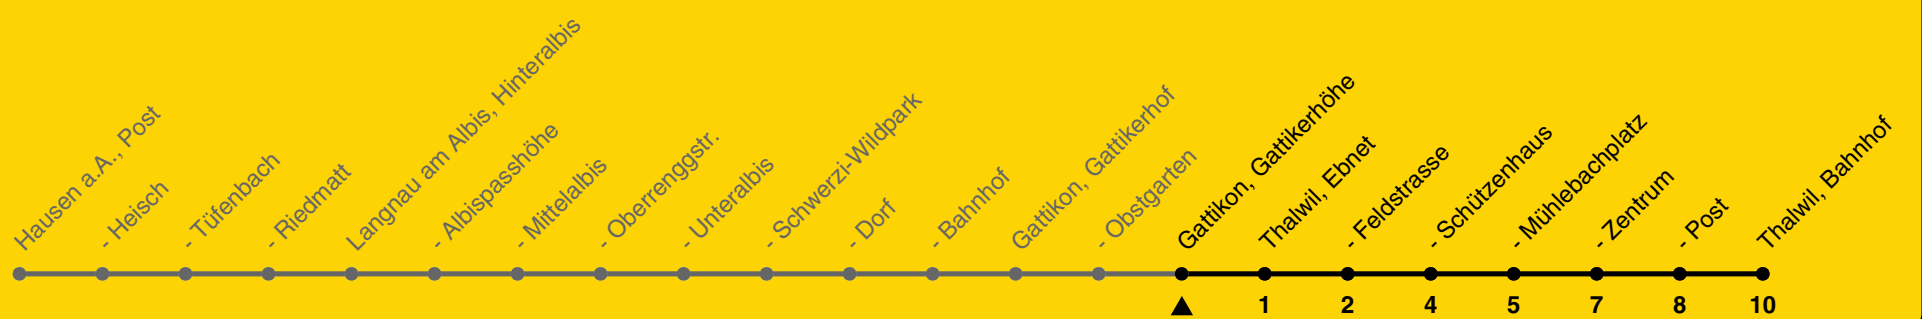 Hausen a.A., Post
- Heisch
- Tüfenbach
- Riedmatt
Langnau am Albis, Hinteralbis
- Albispasshöhe
- Mittelalbis
- Oberrenggstr.
- Unteralbis
- Schwerzi-Wildpark
- Dorf
- Bahnhof
Gattikon, Gattikerhof
- Obstgarten
Gattikon, Gattikerhöhe
Thalwil, Ebnet
- Feldstrasse
- Schützenhaus
- Mühlebachplatz
- Zentrum
- Post
Thalwil, Bahnhof
1 2 4 5 7 8 10